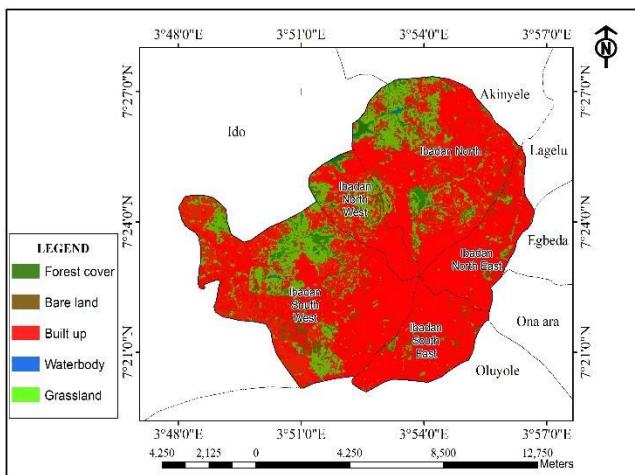 3°48'0"E 3°51'0"E 3°54'0"E 3°57'0"E
N
7°27'0"N 7°27'0"N
Akinyele
Ido
Ibadan North
Lagelu
Ibadan
North
West
7°24'0"N 7°24'0"N
LEGEND
Forest cover
Bare land
Built up
Waterbody
Grassland
Egbeda
Ibadan
North East
Ibadan
South
West
Ona ara
Ibadan
South
East
7°21'0"N 7°21'0"N
Oluyole
3°48'0"E 3°51'0"E 3°54'0"E 3°57'0"E
4,250 2,125 0 4,250 8,500 12,750
Meters